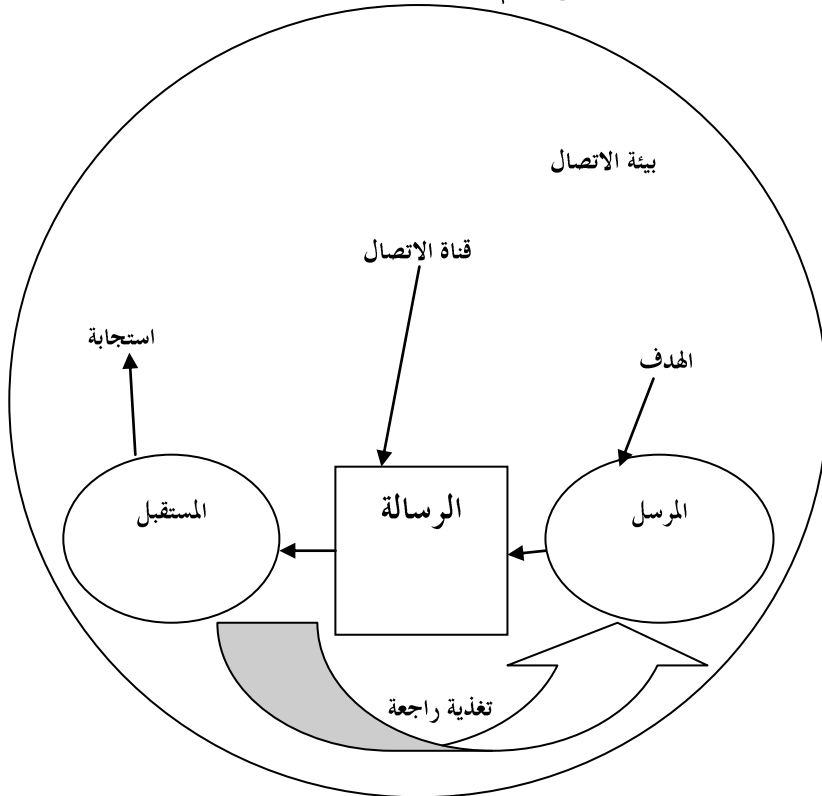 بيئة الاتصال
قناة الاتصال
استجابة
الهدف
المرسل
الرسالة
المستقبل
تغذية راجعة